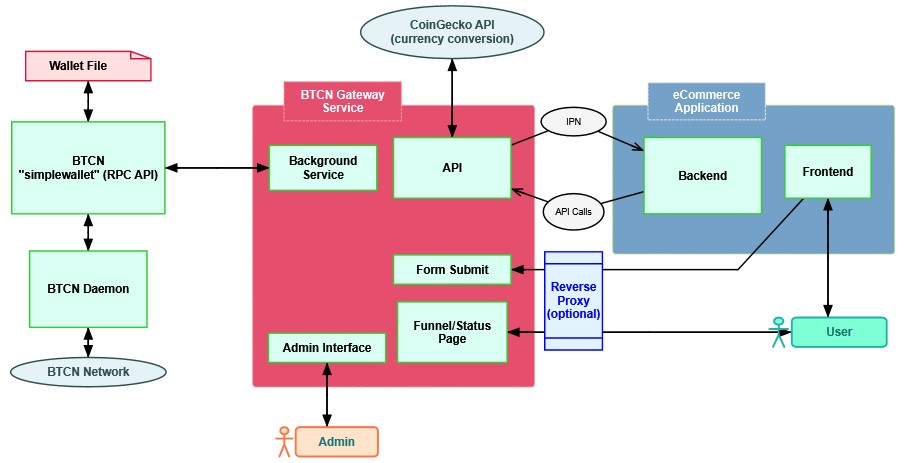 CoinGecko API
(currency conversion)
Wallet File
BTCN Gateway
Service
eCommerce
Application
IPN
BTCN
"simplewallet" (RPC API)
Background
Service
API
Backend
Frontend
API Calls
Form Submit
Reverse
Proxy
(optional)
BTCN Daemon
Funnel/Status
Page
User
Admin Interface
BTCN Network
Admin